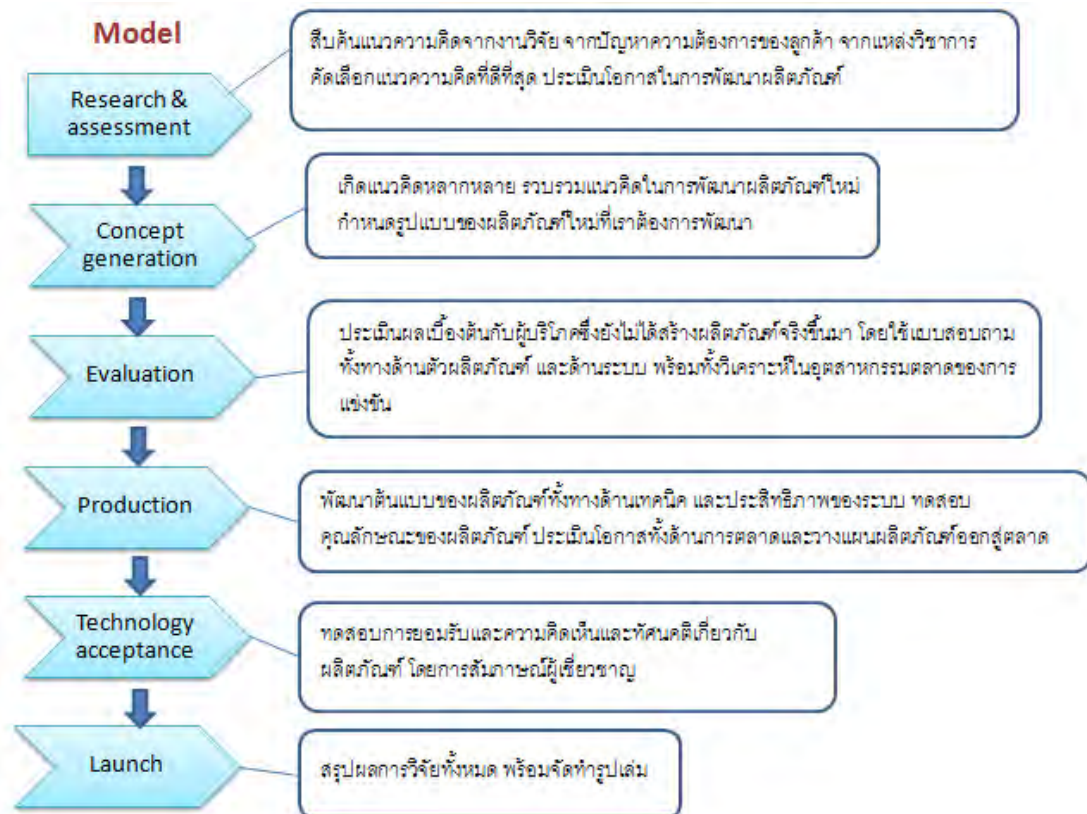 Model
สืบค้นแนวความคิดจากงานวิจัย จากปัญหาความต้องการของลูกค้า จากแหล่งวิชาการ
คัดเลือกแนวความคิดที่ดีที่สุด ประเมินโอกาสในการพัฒนาผลิตภัณฑ์
Research &
assessment
เกิดแนวคิดหลากหลาย รวบรวมแนวคิดในการพัฒนาผลิตภัณฑ์ใหม่
กำหนดรูปแบบของผลิตภัณฑ์ใหม่ที่เราต้องการพัฒนา
Concept
generation
ประเมินผลเบื้องต้นกับผู้บริโภคซึ่งยังไม่ได้สร้างผลิตภัณฑ์จริงขึ้นมา โดยใช้แบบสอบถาม
ทั้งทางด้านตัวผลิตภัณฑ์ และด้านระบบ พร้อมทั้งวิเคราะห์ในอุตสาหกรรมตลาดของการ
แข่งขัน
Evaluation
พัฒนาต้นแบบของผลิตภัณฑ์ทั้งทางด้านเทคนิค และประสิทธิภาพของระบบ ทดสอบ
คุณลักษณะของผลิตภัณฑ์ ประเมินโอกาสทั้งด้านการตลาดและวางแผนผลิตภัณฑ์ออกสู่ตลาด
Production
Technology
acceptance
ทดสอบการยอมรับและความคิดเห็นและทัศนคติเกี่ยวกับ
ผลิตภัณฑ์ โดยการสัมภาษณ์ผู้เชี่ยวชาญ
Launch
สรุปผลการวิจัยทั้งหมด พร้อมจัดทำรูปเล่ม